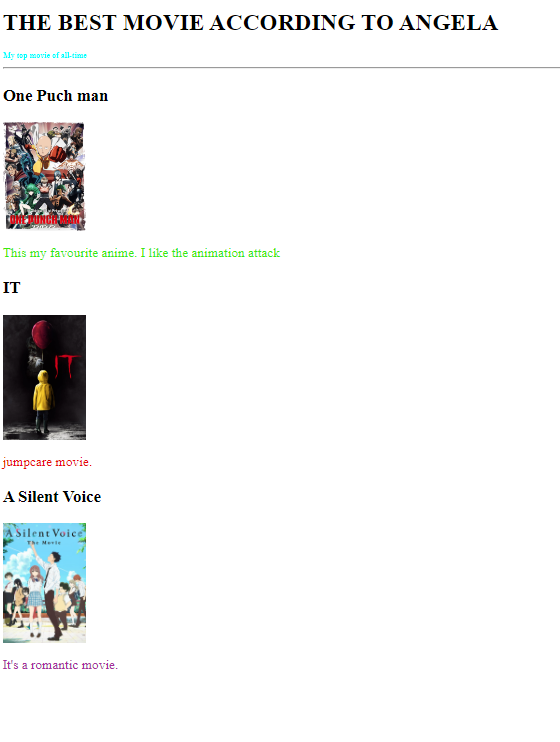 THE BEST MOVIE ACCORDING TO ANGELA
My top movie of all-time
One Puch man
ONE PUNCH MAN
This my favourite anime. I like the animation attack
IT
IT
jumpcare movie.
A Silent Voice
A Silent Voice
The Movie
It's a romantic movie.